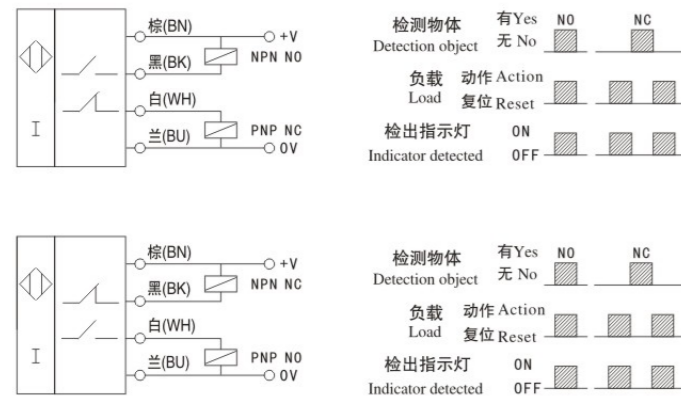 棕(BN)
+V
黑(BK)
NPN NO
白(WH)
兰(BU)
PNP NC
0V
I
检测物体
Detection object
有Yes
无 No
NO
NC
负载
Load
动作 Action
复位 Reset
检出指示灯
Indicator detected
ON
OFF
棕(BN)
+V
黑(BK)
NPN NC
白(WH)
兰(BU)
PNP NO
0V
I
检测物体
Detection object
有Yes
无 No
NO
NC
负载
Load
动作 Action
复位 Reset
检出指示灯
Indicator detected
ON
OFF